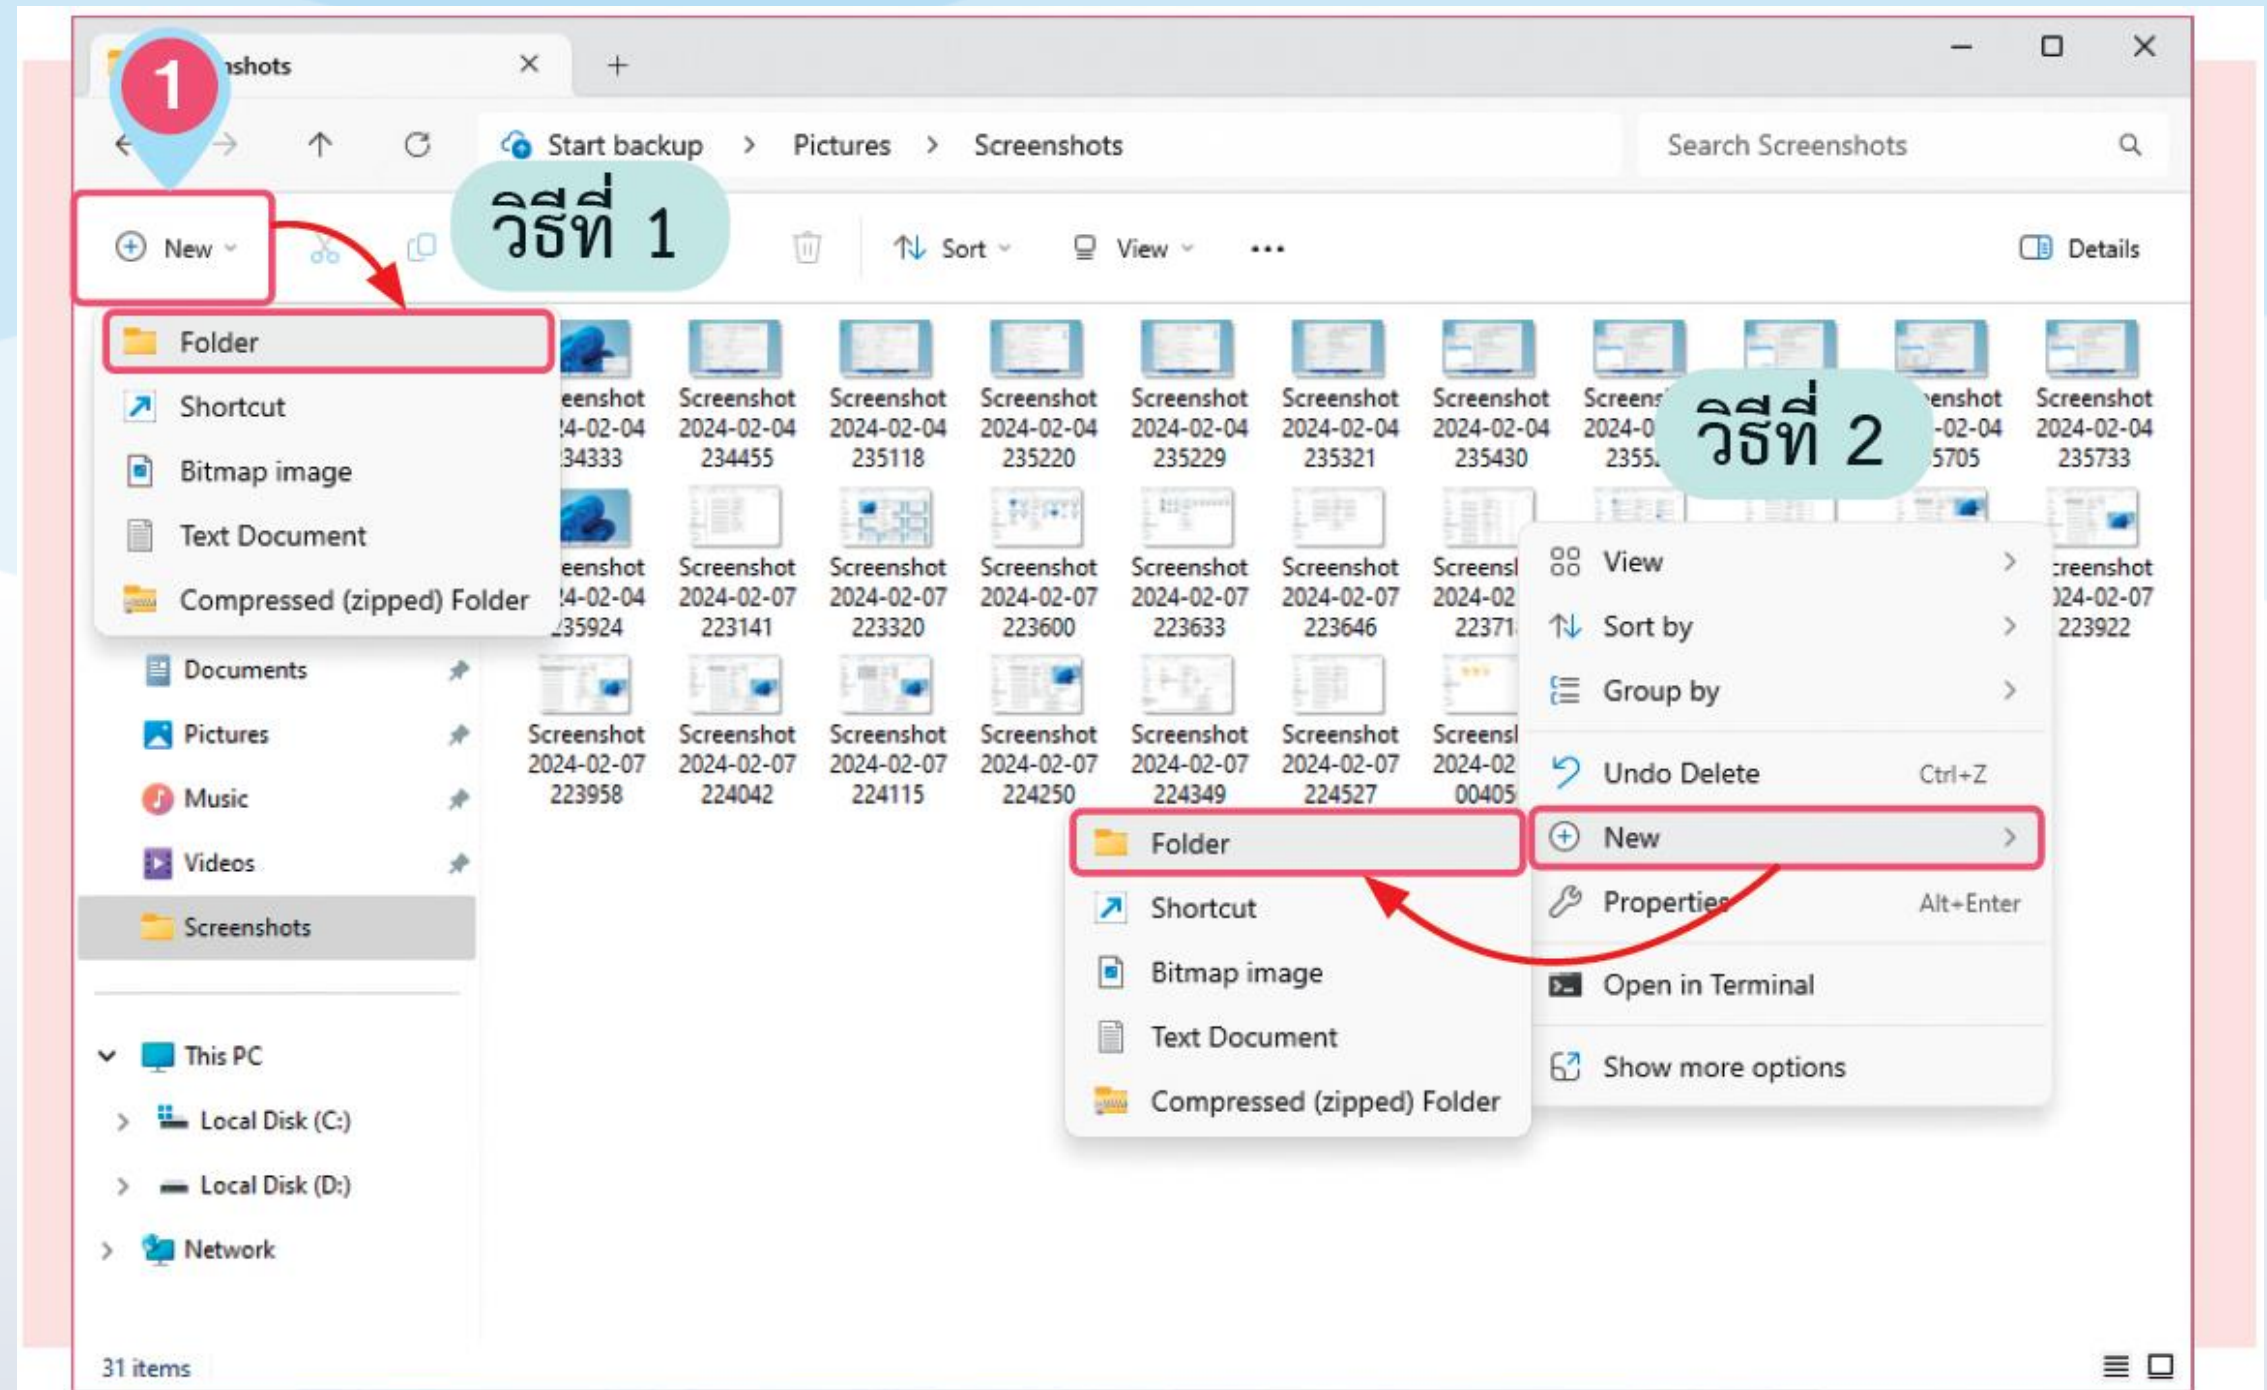 1
Start backup > Pictures > Screenshots
Search Screenshots
New
วิธีที่ 1
Sort
View
Details
Folder
Shortcut
Bitmap image
Text Document
Compressed (zipped) Folder
Documents
Pictures
Music
Videos
Screenshots
This PC
Local Disk (C:)
Local Disk (D:)
Network
31 items
34333
Screenshot
2024-02-04
234455
Screenshot
2024-02-04
235118
Screenshot
2024-02-04
235220
Screenshot
2024-02-04
235229
Screenshot
2024-02-04
235321
Screenshot
2024-02-04
235430
วิธีที่ 2
Screenshot
2024-02-04
235733
235924
Screenshot
2024-02-07
223141
Screenshot
2024-02-07
223320
Screenshot
2024-02-07
223600
Screenshot
2024-02-07
223633
Screenshot
2024-02-07
223646
223922
Screenshot
2024-02-07
223958
Screenshot
2024-02-07
224042
Screenshot
2024-02-07
224115
Screenshot
2024-02-07
224250
Screenshot
2024-02-07
224349
Screenshot
2024-02-07
224527
View
Sort by
Group by
Undo Delete Ctrl+Z
New
Properties Alt+Enter
Open in Terminal
Show more options
Folder
Shortcut
Bitmap image
Text Document
Compressed (zipped) Folder